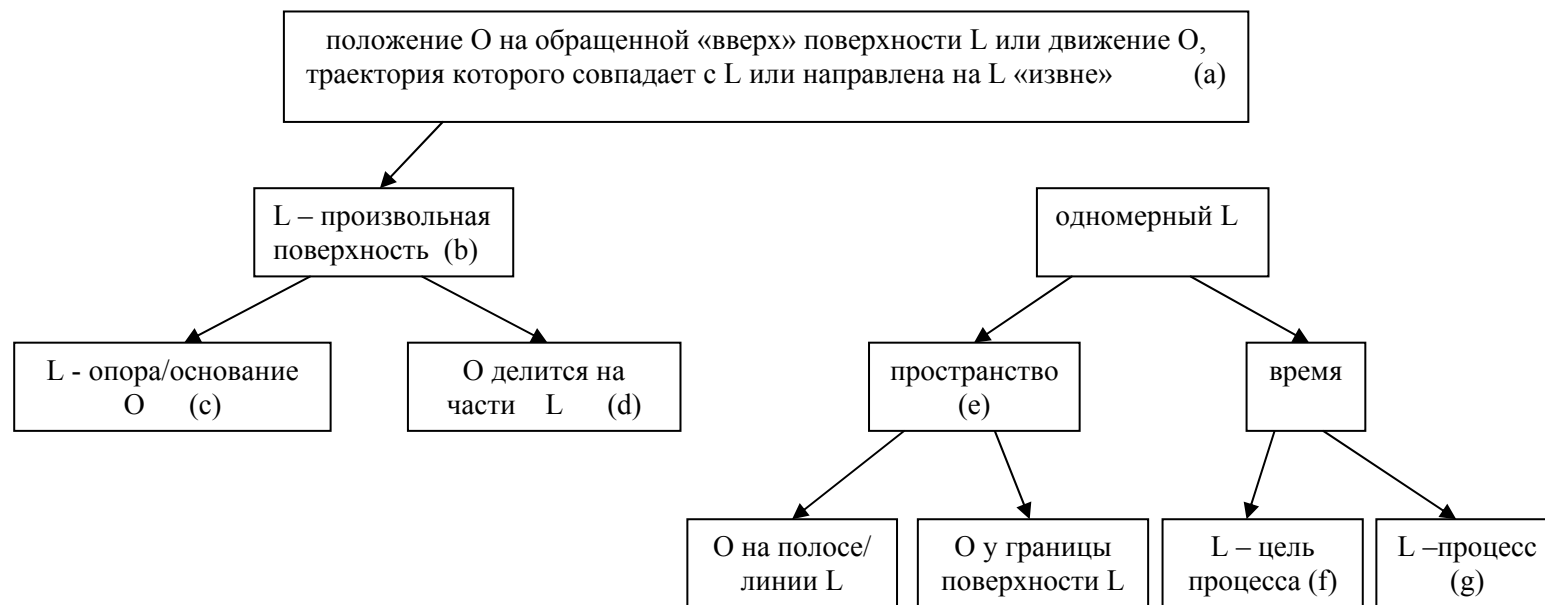 положение О на обращенной «вверх» поверхности L или движение О,
траектория которого совпадает с L или направлена на L «извне» (a)
L – произвольная
поверхность (b)
одномерный L
L - опора/основание
О (c)
О делится на
части L (d)
пространство
(e)
время
О на полосе/
линии L
О у границы
поверхности L
L – цель
процесса (f)
L –процесс
(g)